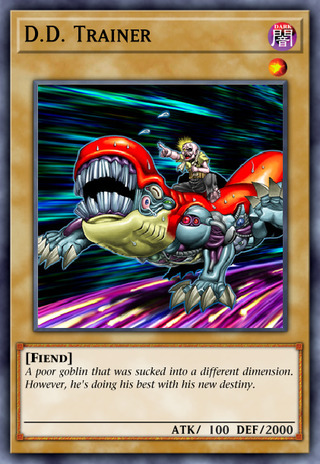 D.D. Trainer
DARK
闇
[Fiend]
A poor goblin that was sucked into a different dimension.
However, he's doing his best with his new destiny.
ATK/ 100 DEF/2000